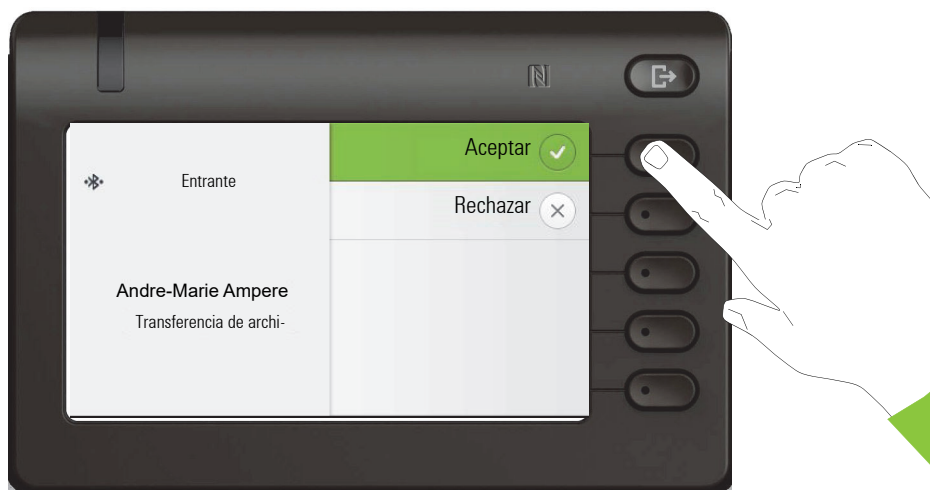 Aceptar
Entrante
Rechazar
Andre-Marie Ampere
Transferencia de archi-